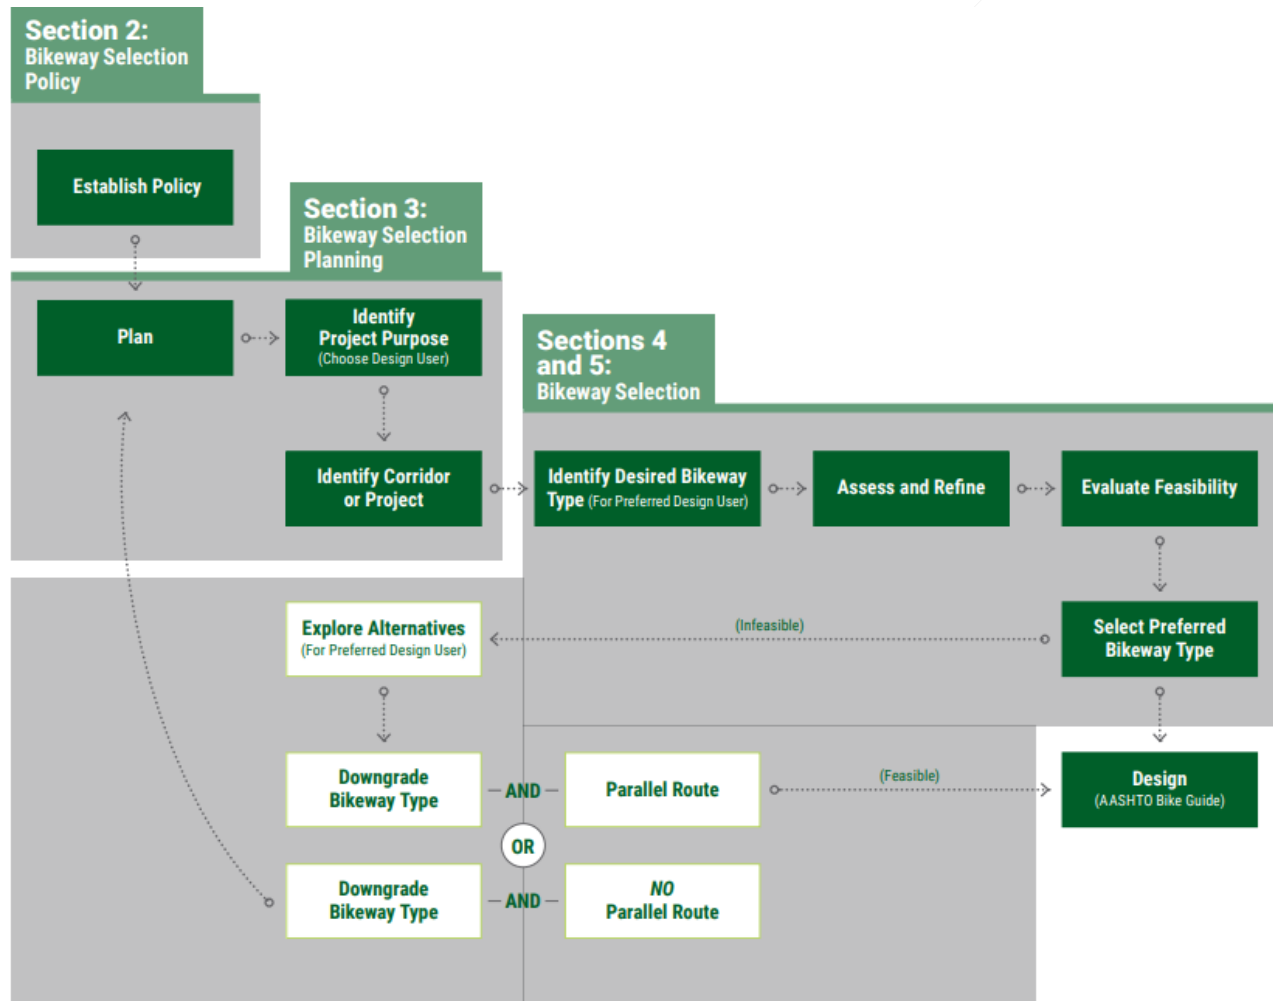 Section 2:
Bikeway Selection
Policy
Establish Policy
Section 3:
Bikeway Selection
Planning
Plan
Identify
Project Purpose
(Choose Design User)
Sections 4
and 5:
Bikeway Selection
Identify Corridor
or Project
Identify Desired Bikeway
Type (For Preferred Design User)
Assess and Refine
Evaluate Feasibility
Explore Alternatives
(For Preferred Design User)
(Infeasible)
Select Preferred
Bikeway Type
Downgrade
Bikeway Type
AND
Parallel Route
(Feasible)
Design
(AASHTO Bike Guide)
OR
Downgrade
Bikeway Type
AND
NO
Parallel Route